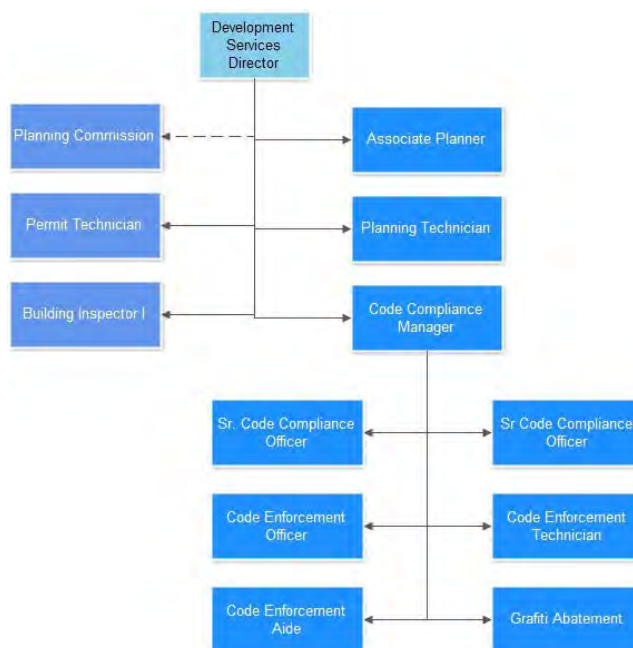 Development
Services
Director
Planning Commission
Associate Planner
Permit Technician
Planning Technician
Building Inspector I
Code Compliance
Manager
Sr. Code Compliance
Officer
Sr Code Compliance
Officer
Code Enforcement
Officer
Code Enforcement
Technician
Code Enforcement
Aide
Grafiti Abatement